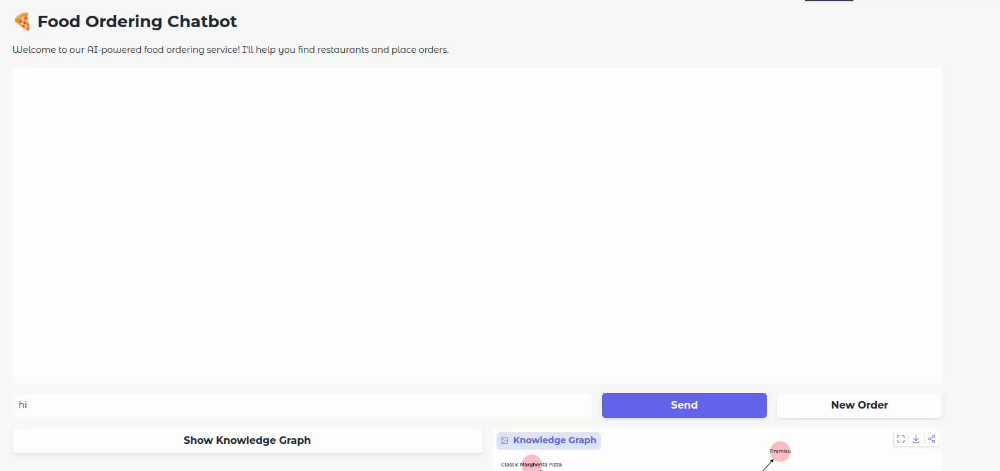 🍕 Food Ordering Chatbot
Welcome to our AI-powered food ordering service! I'll help you find restaurants and place orders.
hi
Send
New Order
Show Knowledge Graph
Knowledge Graph
Tiramisu
Classic Margherita Pizza